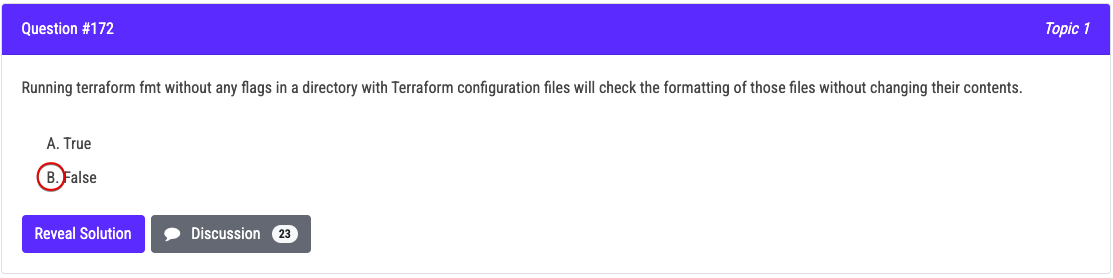 Question #172
Topic 1
Running terraform fmt without any flags in a directory with Terraform configuration files will check the formatting of those files without changing their contents.
A. True
B. False
Reveal Solution
Discussion 23